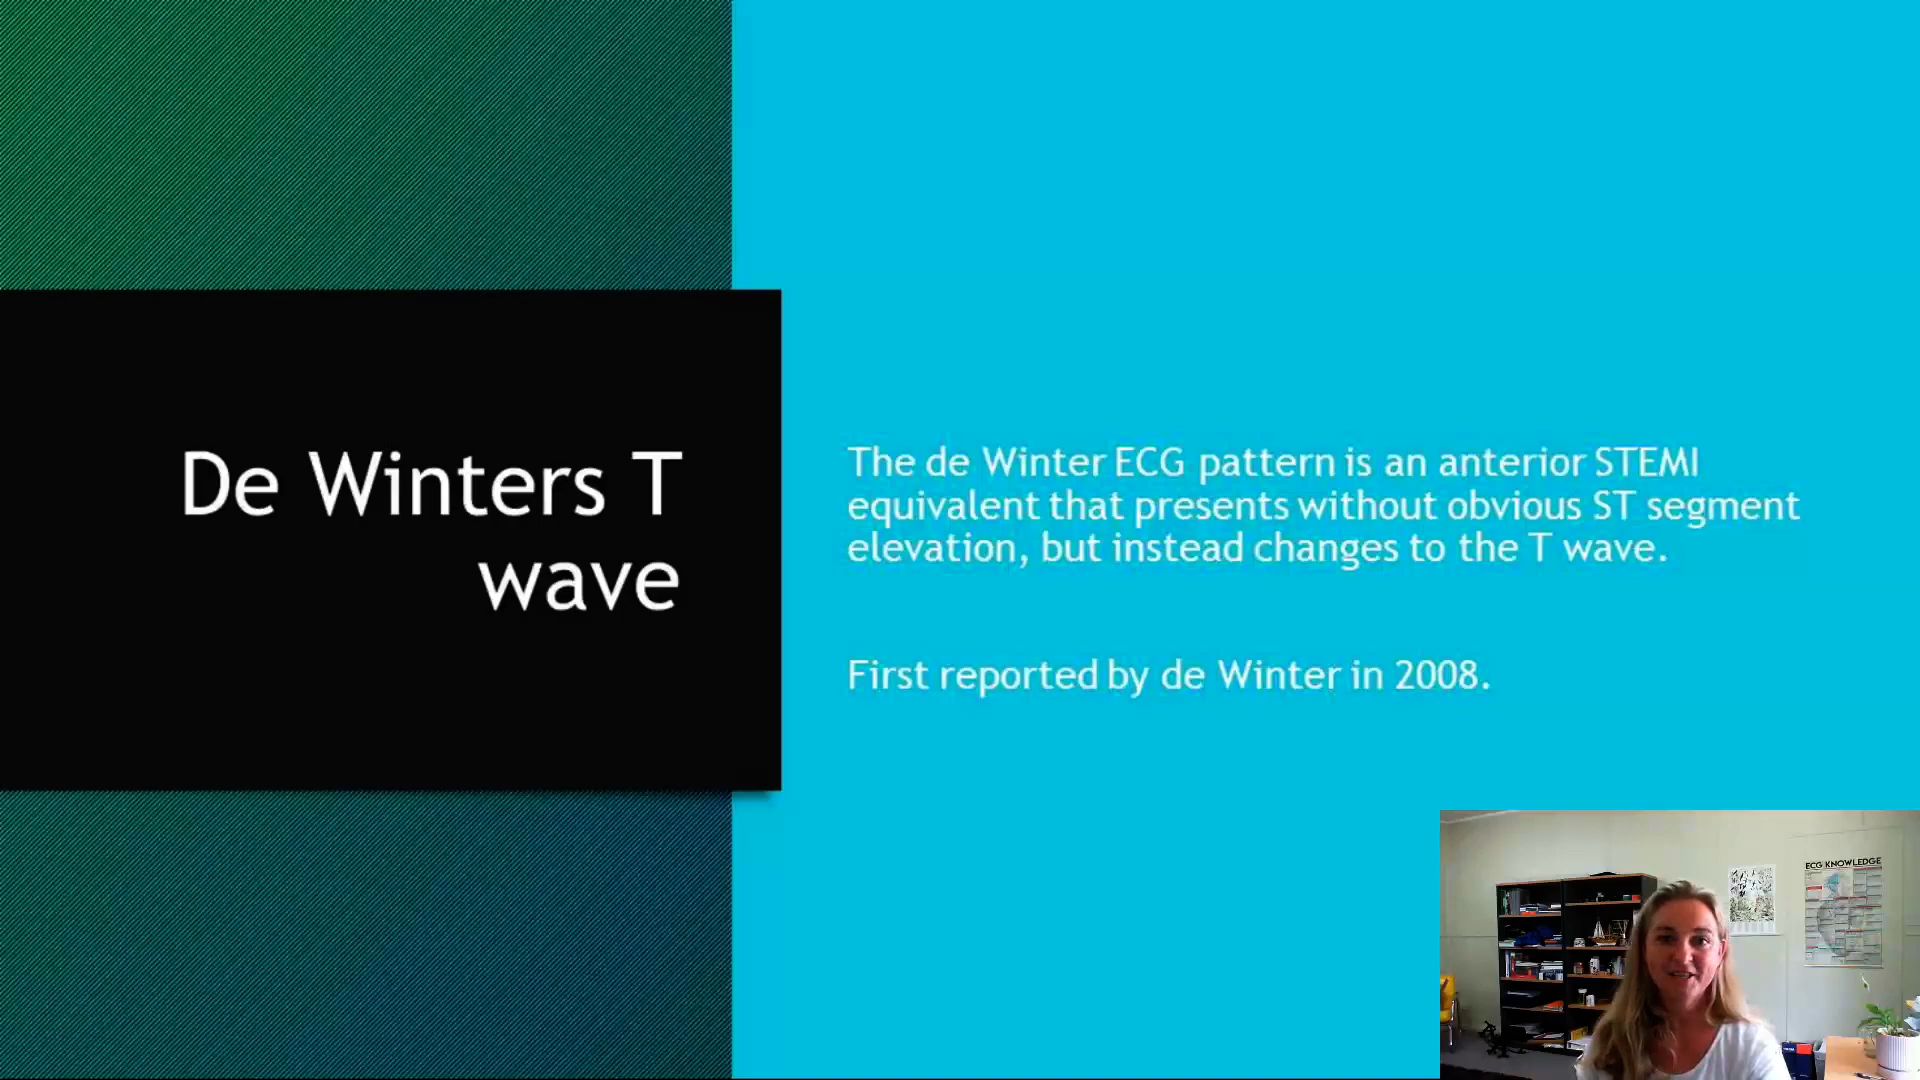 De Winters T
wave
The de Winter ECG pattern is an anterior STEMI
equivalent that presents without obvious ST segment
elevation, but instead changes to the T wave.
First reported by de Winter in 2008.
ECG KNOWLEDGE